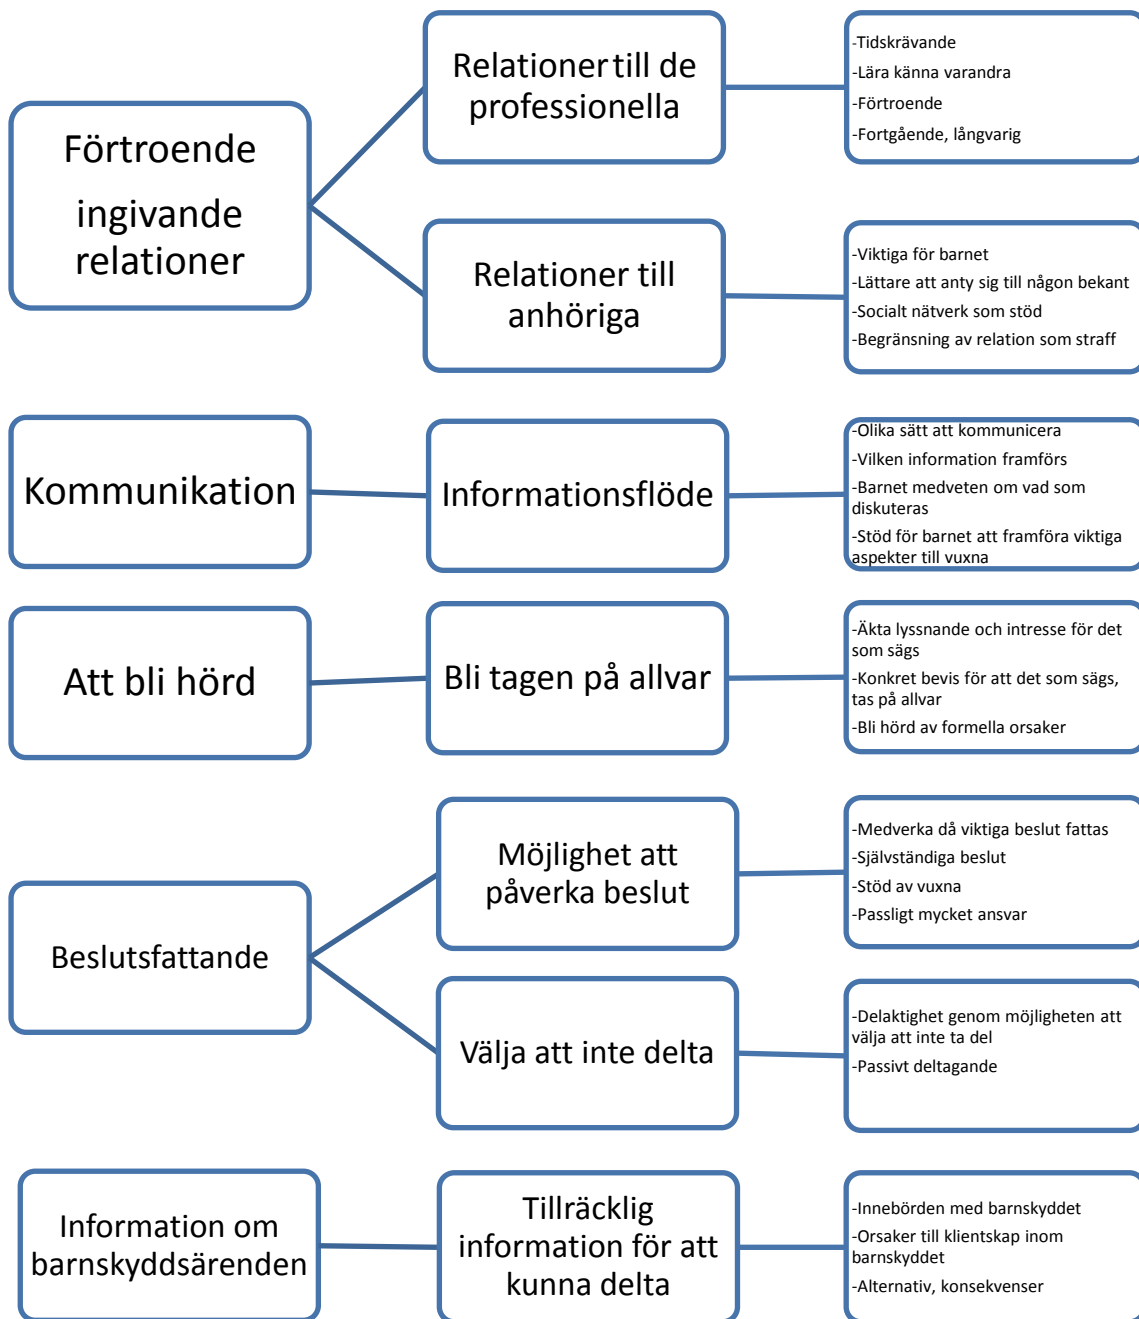 Förtroende
ingivande
relationer
Relationer till de
professionella
-Tidskrävande
-Lära känna varandra
-Förtroende
-Fortgående, långvarig
Relationer till
anhöriga
-Viktiga för barnet
-Lättare att anty sig till någon bekant
-Socialt nätverk som stöd
-Begränsning av relation som straff
Kommunikation
Informationsflöde
-Olika sätt att kommunicera
-Vilken information framförs
-Barnet medveten om vad som
diskuteras
-Stöd för barnet att framföra viktiga
aspekter till vuxna
Att bli hörd
Bli tagen på allvar
-Äkta lyssnande och intresse för det
som sägs
-Konkret bevis för att det som sägs,
tas på allvar
-Bli hörd av formella orsaker
Beslutsfattande
Möjlighet att
påverka beslut
-Medverka då viktiga beslut fattas
-Självständiga beslut
-Stöd av vuxna
-Passligt mycket ansvar
Välja att inte delta
-Delaktighet genom möjligheten att
välja att inte ta del
-Passivt deltagande
Information om
barnskyddsärenden
Tillräcklig
information för att
kunna delta
-Innebörden med barnskyddet
-Orsaker till klientskap inom
barnskyddet
-Alternativ, konsekvenser